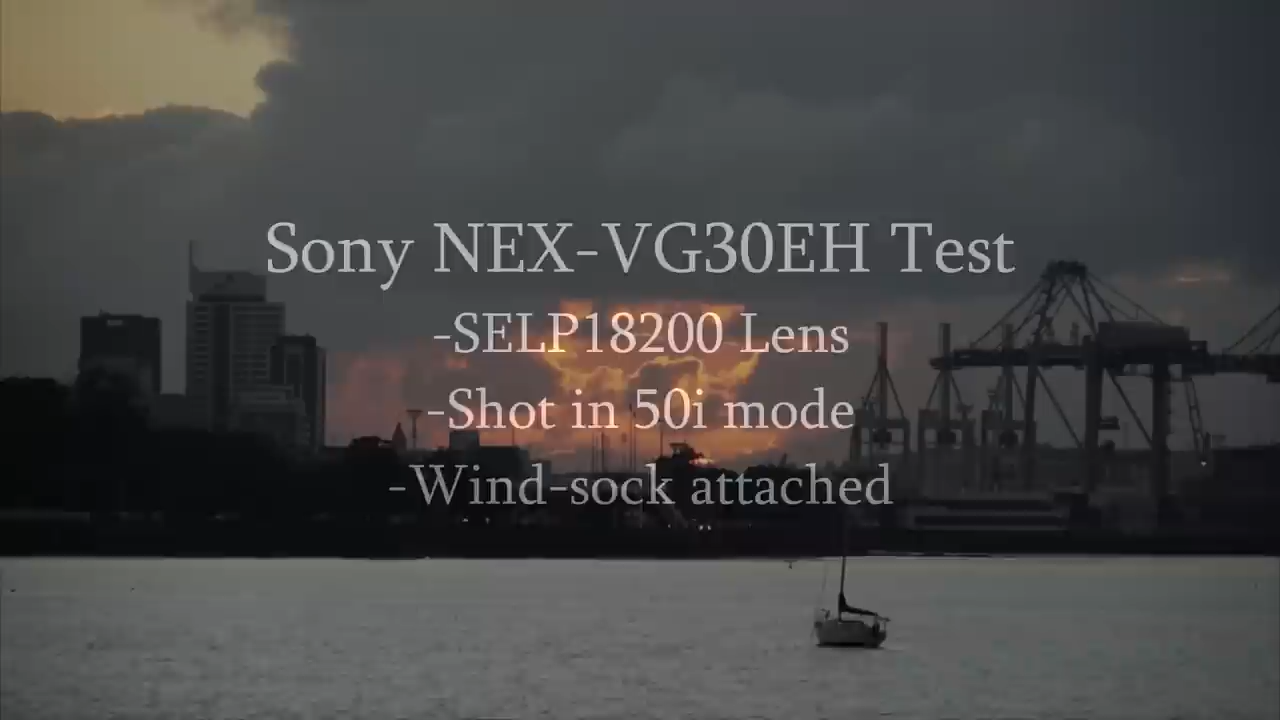 Sony NEX-VG30EH Test
-SELP18200 Lens
-Shot in 50i mode
-Wind-sock attached